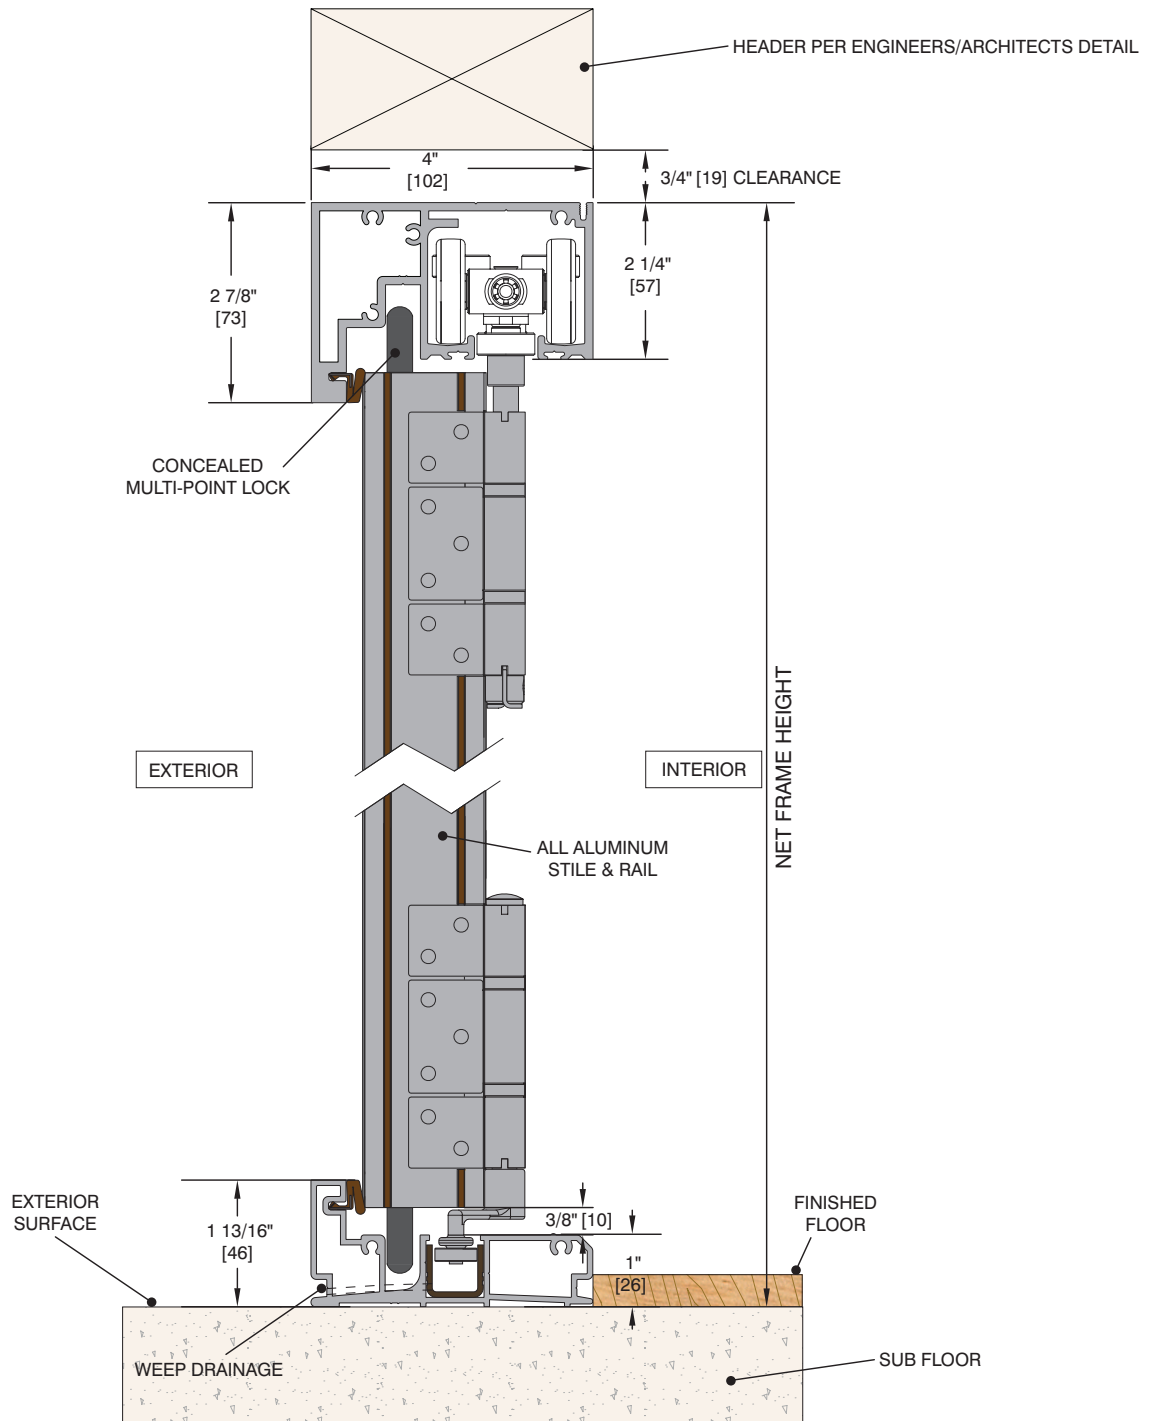 HEADER PER ENGINEERS/ARCHITECTS DETAIL
4"
[102]
3/4" [19] CLEARANCE
2 7/8"
[73]
2 1/4"
[57]
CONCEALED
MULTI-POINT LOCK
EXTERIOR
INTERIOR
NET FRAME HEIGHT
ALL ALUMINUM
STILE & RAIL
EXTERIOR
SURFACE
1 13/16"
[46]
3/8" [10]
1"
[26]
FINISHED
FLOOR
WEEP DRAINAGE
SUB FLOOR